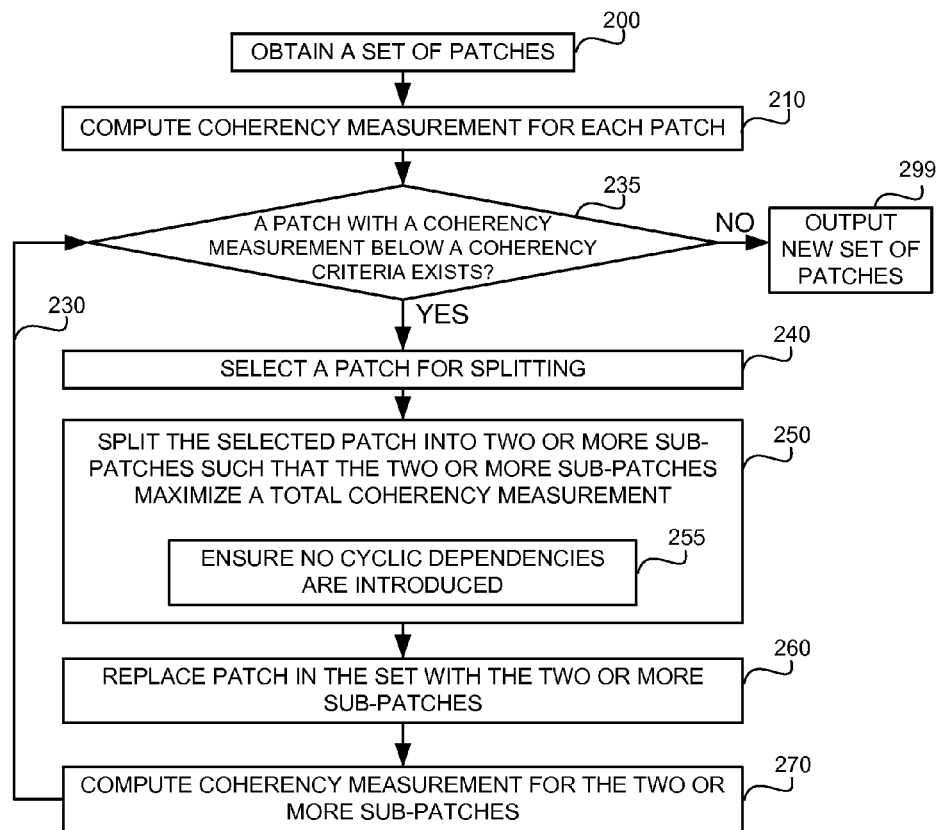 200
OBTAIN A SET OF PATCHES
210
COMPUTE COHERENCY MEASUREMENT FOR EACH PATCH
235
A PATCH WITH A COHERENCY
MEASUREMENT BELOW A COHERENCY
CRITERIA EXISTS?
NO
299
OUTPUT
NEW SET OF
PATCHES
230
YES
240
SELECT A PATCH FOR SPLITTING
250
SPLIT THE SELECTED PATCH INTO TWO OR MORE SUB-
PATCHES SUCH THAT THE TWO OR MORE SUB-PATCHES
MAXIMIZE A TOTAL COHERENCY MEASUREMENT
255
ENSURE NO CYCLIC DEPENDENCIES
ARE INTRODUCED
260
REPLACE PATCH IN THE SET WITH THE TWO OR MORE
SUB-PATCHES
270
COMPUTE COHERENCY MEASUREMENT FOR THE TWO OR
MORE SUB-PATCHES